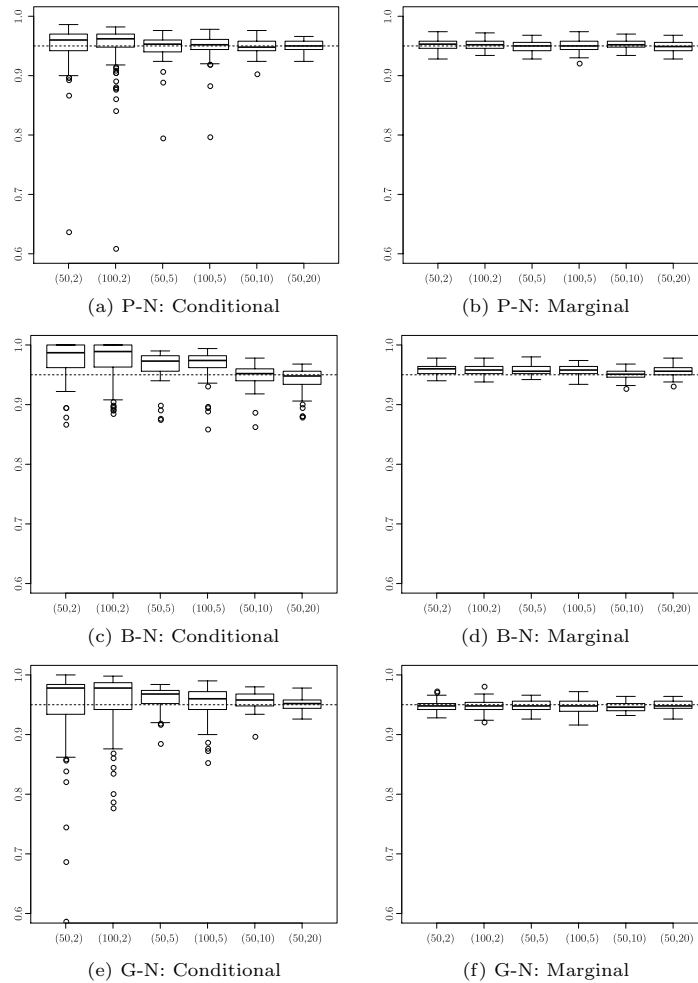 1.0 1.0
0.9 0.9
0.8 0.8
0.7 0.7
0.6 0.6
(50,2) (100,2) (50,5) (100,5) (50,10) (50,20) (50,2) (100,2) (50,5) (100,5) (50,10) (50,20)
(a) P-N: Conditional (b) P-N: Marginal
1.0 1.0
0.9 0.9
0.8 0.8
0.7 0.7
0.6 0.6
(50,2) (100,2) (50,5) (100,5) (50,10) (50,20) (50,2) (100,2) (50,5) (100,5) (50,10) (50,20)
(c) B-N: Conditional (d) B-N: Marginal
1.0 1.0
0.9 0.9
0.8 0.8
0.7 0.7
0.6 0.6
(50,2) (100,2) (50,5) (100,5) (50,10) (50,20) (50,2) (100,2) (50,5) (100,5) (50,10) (50,20)
(e) G-N: Conditional (f) G-N: Marginal